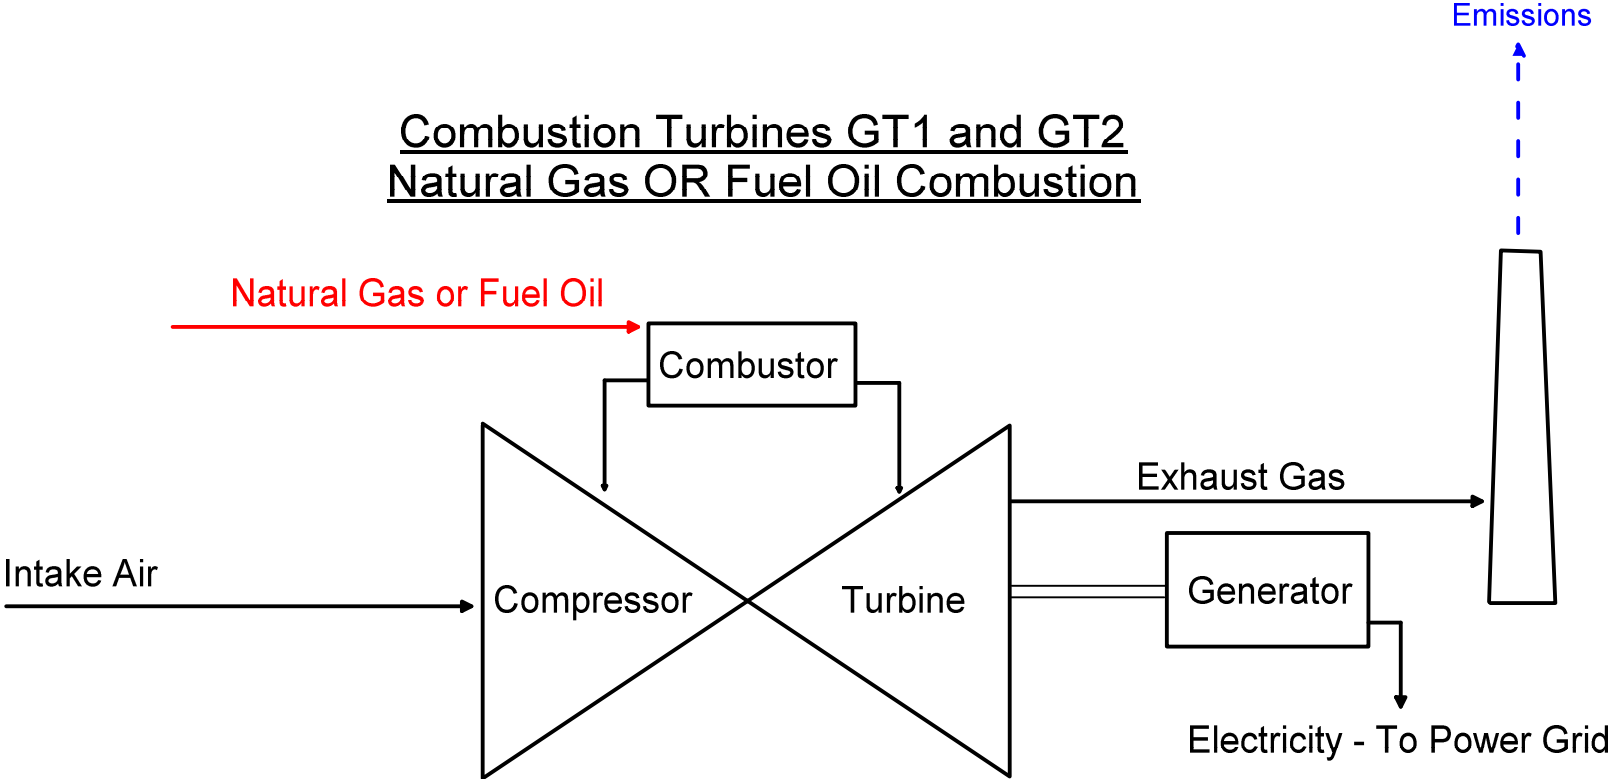 Emissions
Combustion Turbines GT1 and GT2
Natural Gas OR Fuel Oil Combustion
Natural Gas or Fuel Oil
Combustor
Exhaust Gas
Intake Air
Compressor
Turbine
Generator
Electricity - To Power Grid